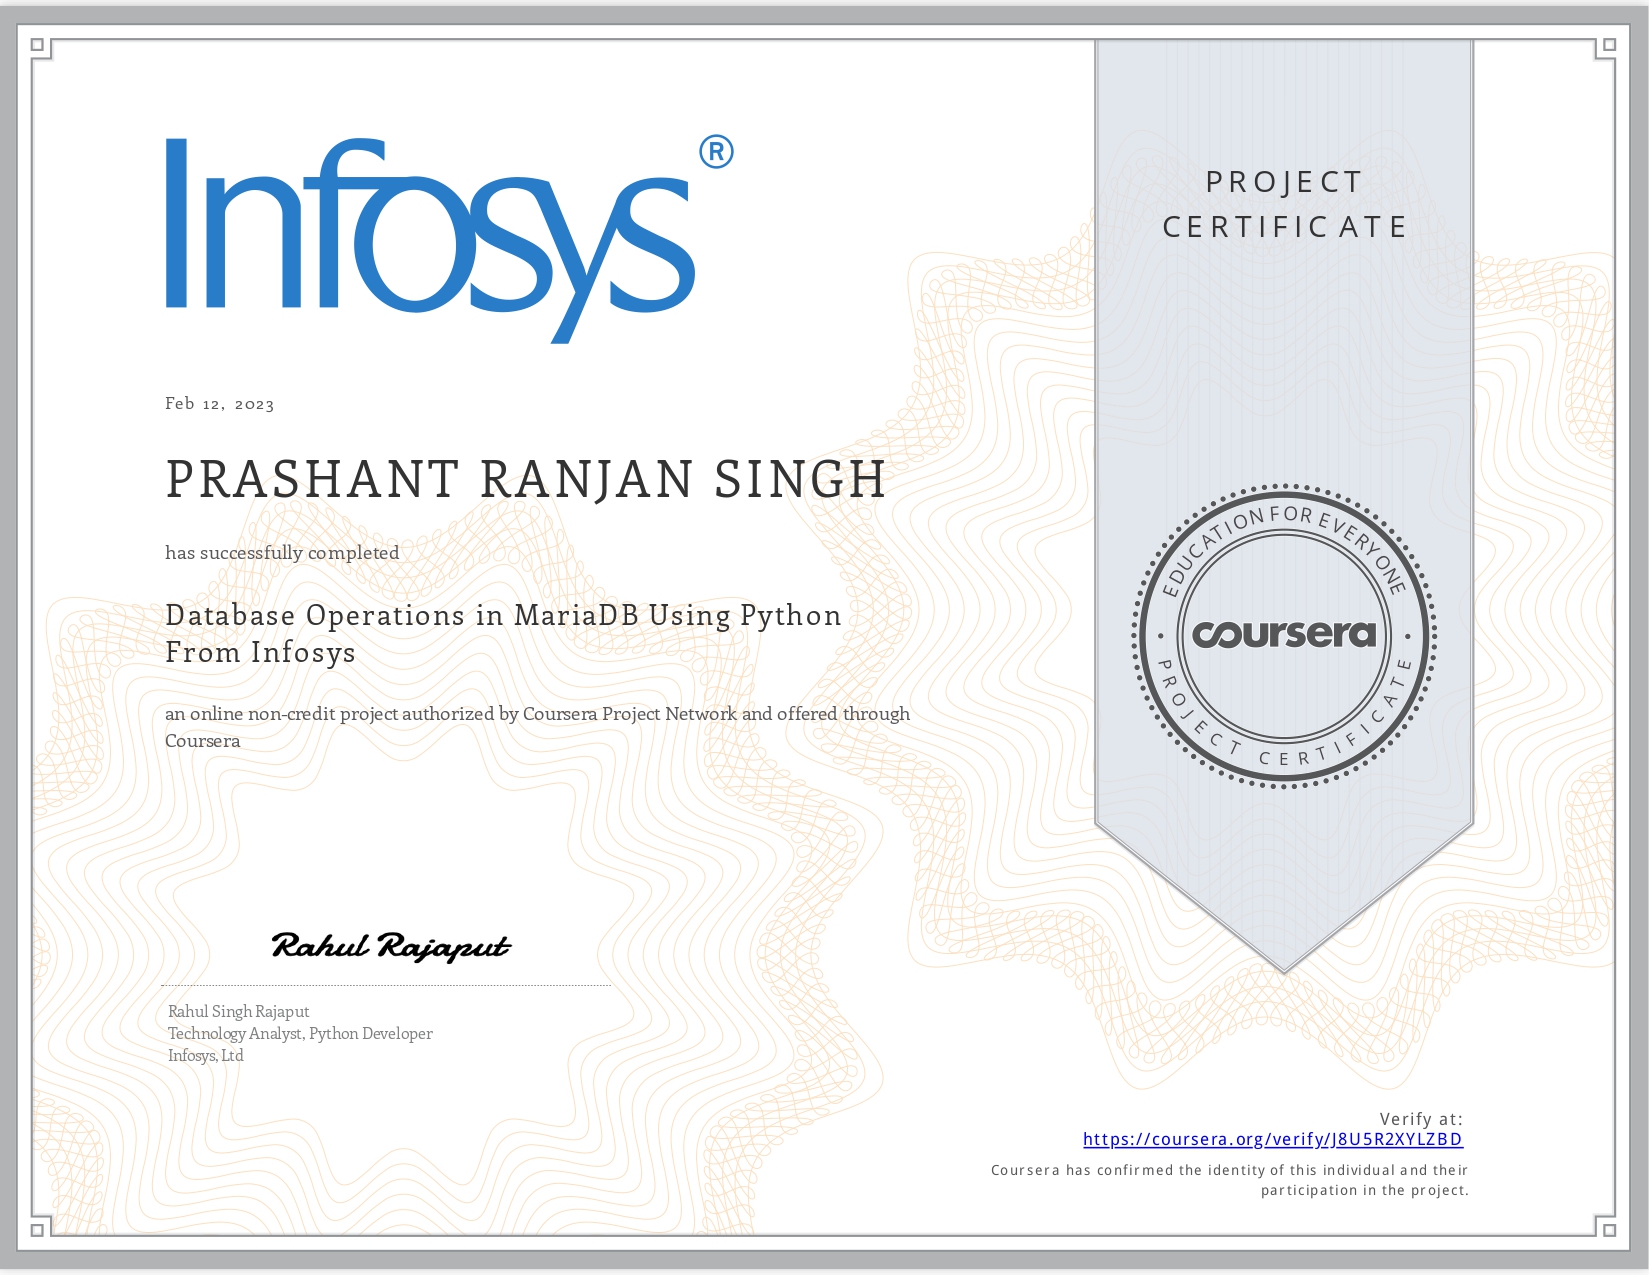 Infosys®
PROJECT
CERTIFICATE
Feb 12, 2023
PRASHANT RANJAN SINGH
has successfully completed
Database Operations in MariaDB Using Python
From Infosys
an online non-credit project authorized by Coursera Project Network and offered through
Coursera
EDUCATION FOR EVERYONE
coursera
PROJECT CERTIFICATE
Rahul Rajaput
Rahul Singh Rajaput
Technology Analyst, Python Developer
Infosys, Ltd
Verify at:
https://coursera.org/verify/J8U5R2XYLZBD
Coursera has confirmed the identity of this individual and their
participation in the project.